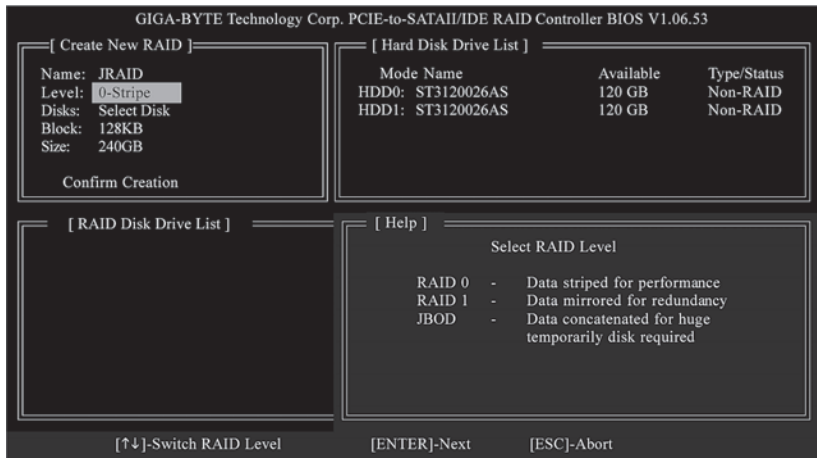 GIGA-BYTE Technology Corp. PCIE-to-SATAII/IDE RAID Controller BIOS V1.06.53
[ Create New RAID ]
Name: JRAID
Level: 0-Stripe
Disks: Select Disk
Block: 128KB
Size: 240GB
Confirm Creation
[ Hard Disk Drive List ]
Mode Name Available Type/Status
HDD0: ST3120026AS 120 GB Non-RAID
HDD1: ST3120026AS 120 GB Non-RAID
[ RAID Disk Drive List ]
[ Help ]
Select RAID Level
RAID 0 - Data striped for performance
RAID 1 - Data mirrored for redundancy
JBOD - Data concatenated for huge
temporarily disk required
[↑↓]-Switch RAID Level [ENTER]-Next [ESC]-Abort